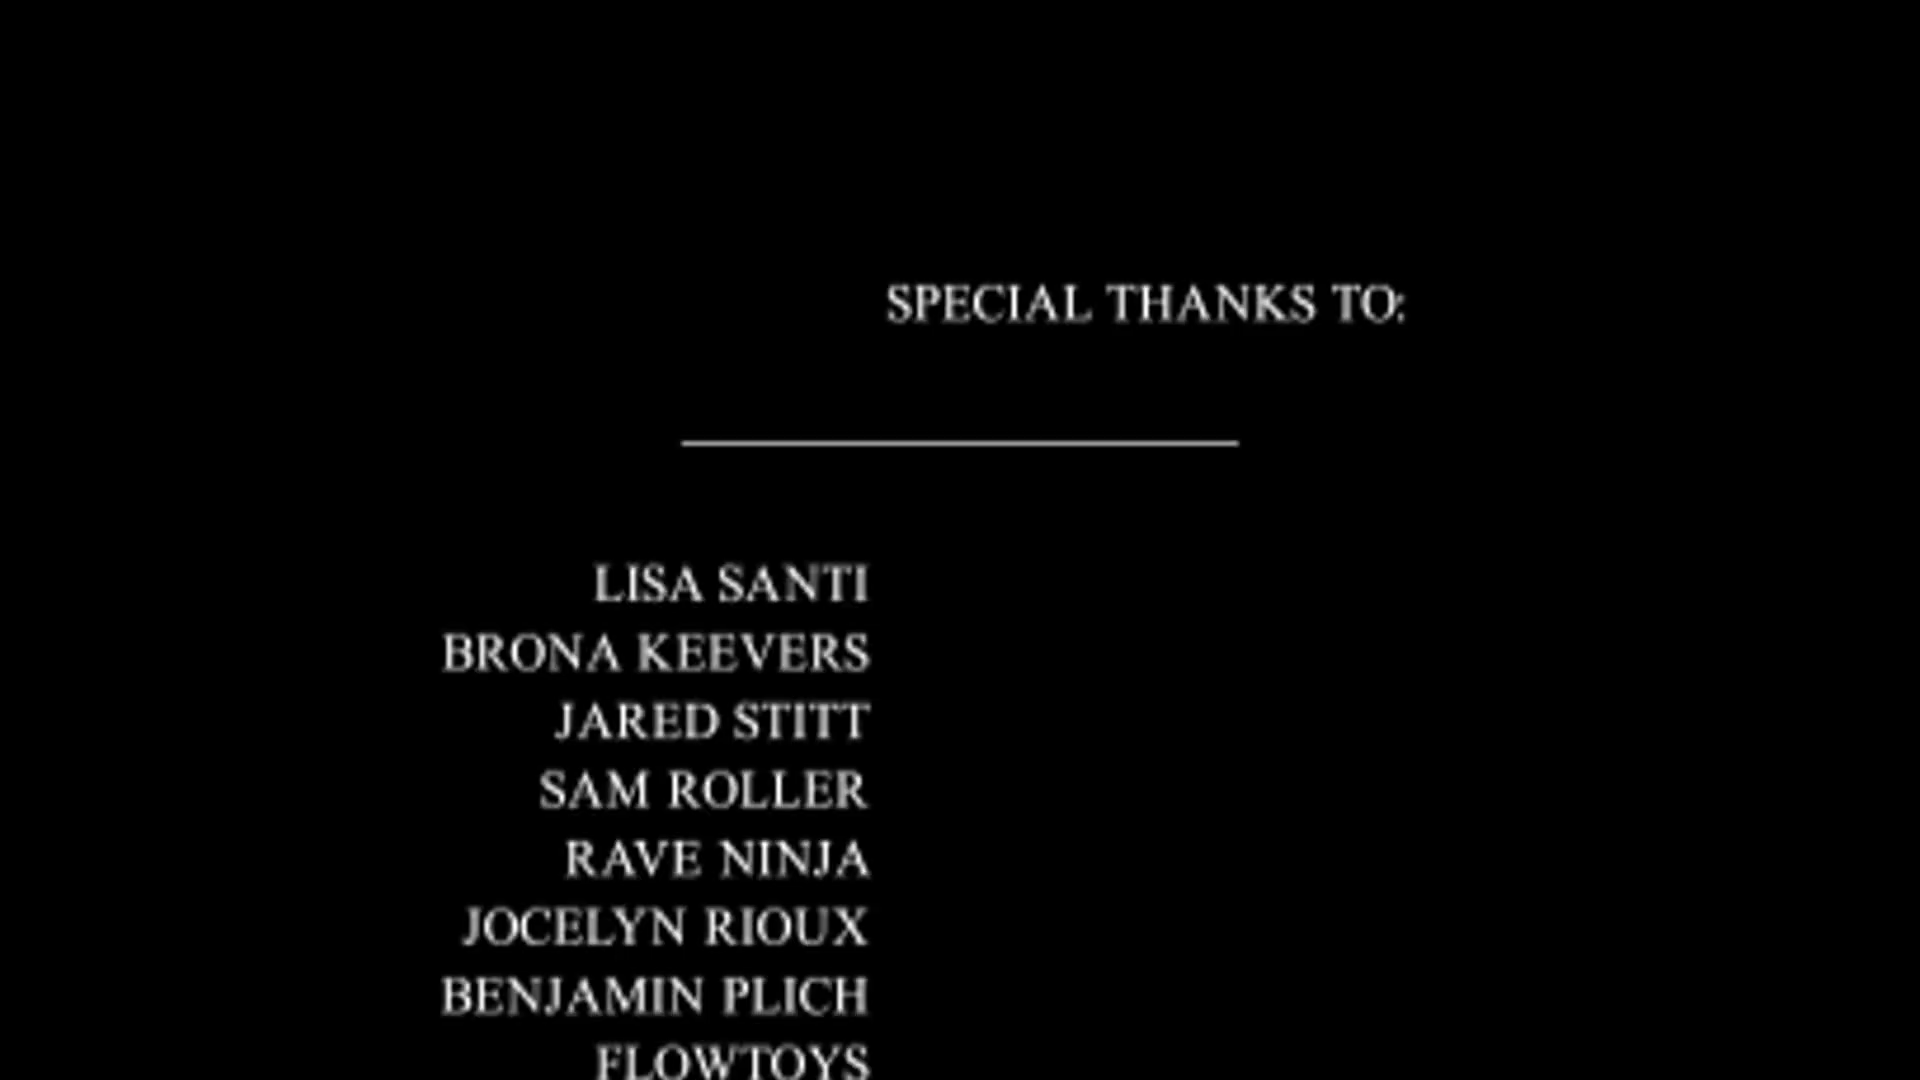 SPECIAL THANKS TO:
LISA SANTI
BRONA KEEVERS
JARED STITT
SAM ROLLER
RAVE NINJA
JOCELYN RIOUX
BENJAMIN PLICH
FLOWTOYS